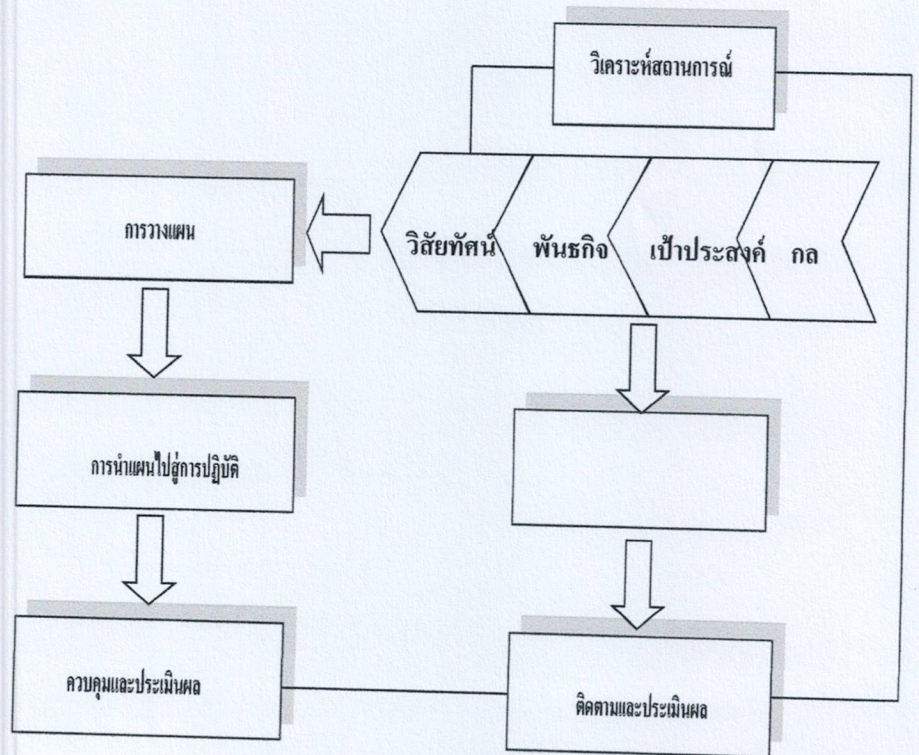 วิเคราะห์สถานการณ์
การวางแผน
วิสัยทัศน์ พันธกิจ เป้าประสงค์ กล
การนำแผนไปสู่การปฏิบัติ
ควบคุมและประเมินผล
ติดตามและประเมินผล